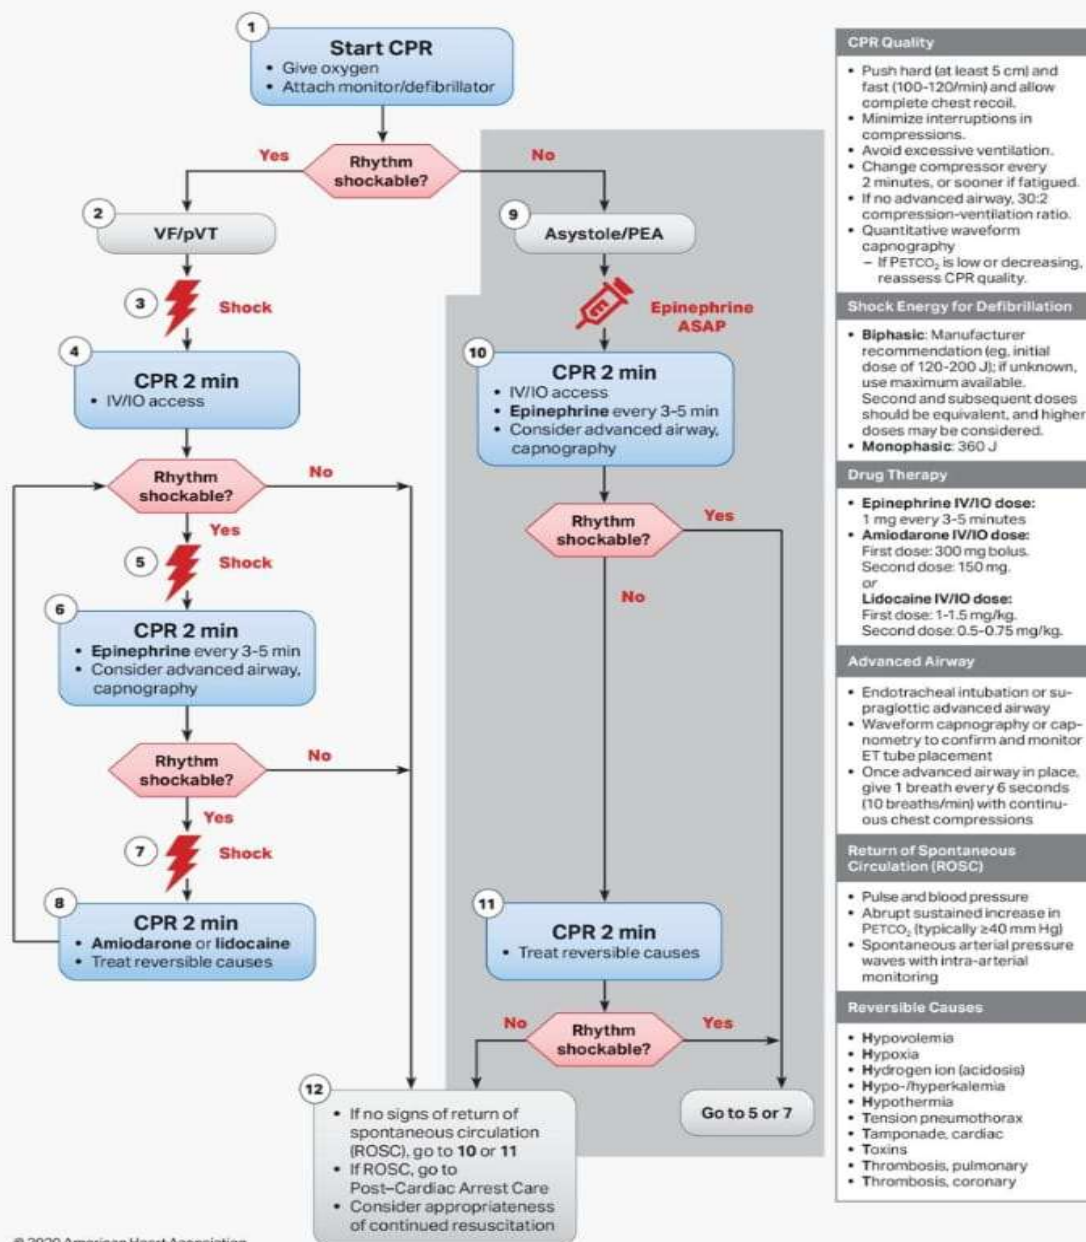 1
Start CPR
• Give oxygen
• Attach monitor/defibrillator
Rhythm
shockable?
Yes
No
2
VF/pVT
3
Shock
4
CPR 2 min
• IV/IO access
Rhythm
shockable?
No
Yes
5
Shock
6
CPR 2 min
• Epinephrine every 3-5 min
• Consider advanced airway,
capnography
Rhythm
shockable?
No
Yes
7
Shock
8
CPR 2 min
• Amiodarone or lidocaine
• Treat reversible causes
9
Asystole/PEA
Epinephrine
ASAP
10
CPR 2 min
• IV/IO access
• Epinephrine every 3-5 min
• Consider advanced airway,
capnography
Rhythm
shockable?
Yes
No
11
CPR 2 min
• Treat reversible causes
No
Rhythm
shockable?
Yes
12
• If no signs of return of
spontaneous circulation
(ROSC), go to 10 or 11
• If ROSC, go to
Post–Cardiac Arrest Care
• Consider appropriateness
of continued resuscitation
Go to 5 or 7
CPR Quality
• Push hard (at least 5 cm) and
fast (100-120/min) and allow
complete chest recoil.
• Minimize interruptions in
compressions.
• Avoid excessive ventilation.
• Change compressor every
2 minutes, or sooner if fatigued.
• If no advanced airway, 30:2
compression-ventilation ratio.
• Quantitative waveform
capnography
– If PETCO₂ is low or decreasing,
reassess CPR quality.
Shock Energy for Defibrillation
• Biphasic: Manufacturer
recommendation (eg, initial
dose of 120-200 J); if unknown,
use maximum available.
Second and subsequent doses
should be equivalent, and higher
doses may be considered.
• Monophasic: 360 J
Drug Therapy
• Epinephrine IV/IO dose:
1 mg every 3-5 minutes
• Amiodarone IV/IO dose:
First dose: 300 mg bolus.
Second dose: 150 mg.
or
Lidocaine IV/IO dose:
First dose: 1-1.5 mg/kg.
Second dose: 0.5-0.75 mg/kg.
Advanced Airway
• Endotracheal intubation or su-
praglottic advanced airway
• Waveform capnography or cap-
nometry to confirm and monitor
ET tube placement
• Once advanced airway in place,
give 1 breath every 6 seconds
(10 breaths/min) with continu-
ous chest compressions
Return of Spontaneous
Circulation (ROSC)
• Pulse and blood pressure
• Abrupt sustained increase in
PETCO₂ (typically ≥40 mm Hg)
• Spontaneous arterial pressure
waves with intra-arterial
monitoring
Reversible Causes
• Hypovolemia
• Hypoxia
• Hydrogen ion (acidosis)
• Hypo-/hyperkalemia
• Hypothermia
• Tension pneumothorax
• Tamponade, cardiac
• Toxins
• Thrombosis, pulmonary
• Thrombosis, coronary
© 2020 American Heart Association